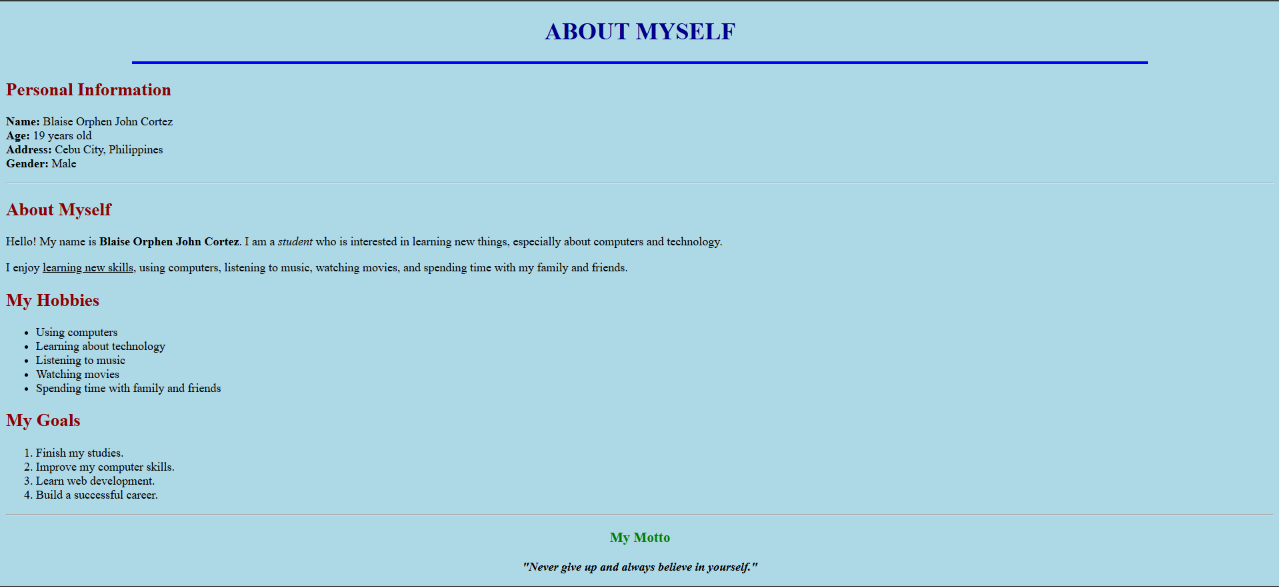 ABOUT MYSELF
Personal Information
Name: Blaise Orphen John Cortez
Age: 19 years old
Address: Cebu City, Philippines
Gender: Male
About Myself
Hello! My name is Blaise Orphen John Cortez. I am a student who is interested in learning new things, especially about computers and technology.
I enjoy learning new skills, using computers, listening to music, watching movies, and spending time with my family and friends.
My Hobbies
• Using computers
• Learning about technology
• Listening to music
• Watching movies
• Spending time with family and friends
My Goals
1. Finish my studies.
2. Improve my computer skills.
3. Learn web development.
4. Build a successful career.
My Motto
"Never give up and always believe in yourself."